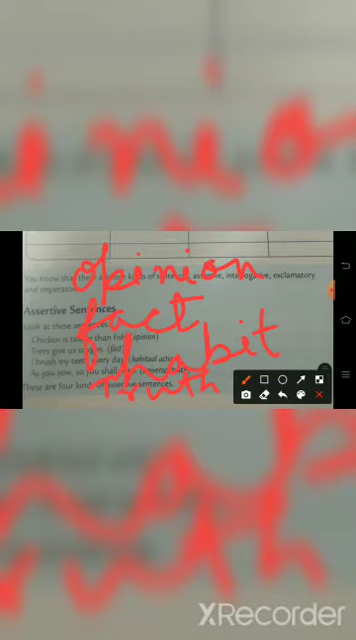 You know that there are four kinds of sentences, assertive, interrogative, exclamatory
and imperative.
opinion
Assertive Sentences
Look at these sentences.
fact
Chicken is tastier than fish. (opinion)
Trees give us oxygen. (fact)
habit
I brush my teeth every day. (habitual action)
truth
As you sow, so you shall (universal truth)
These are four kinds of assertive sentences.
XRecorder